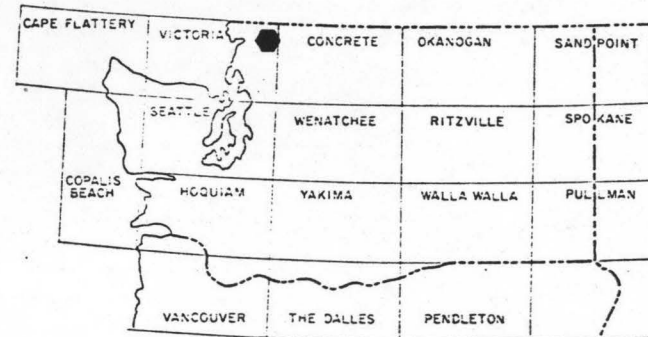 CAPE FLATTERY VICTORIA CONCRETE OKANOGAN SAND POINT
SEATTLE WENATCHEE RITZVILLE SPOKANE
COPALIS BEACH HOQUIAM YAKIMA WALLA WALLA PULLMAN
VANCOUVER THE DALLES PENDLETON